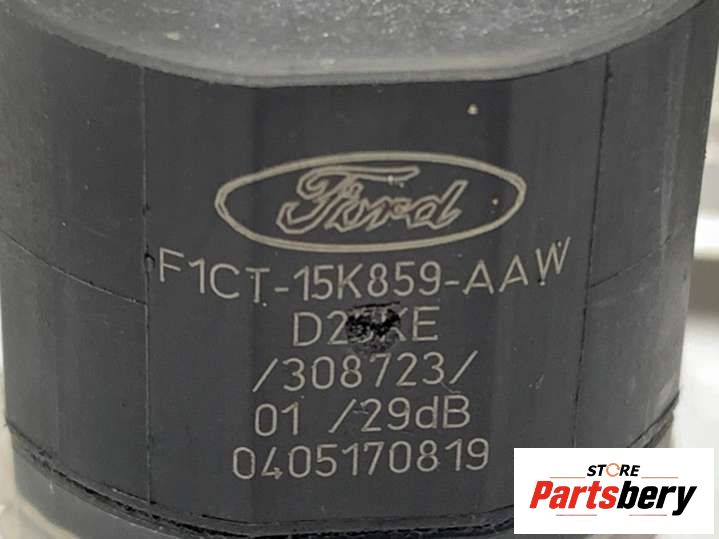 Ford
F1CT-15K859-AAW
/308723/
01 /29dB
0405170819
STORE
Partsbery